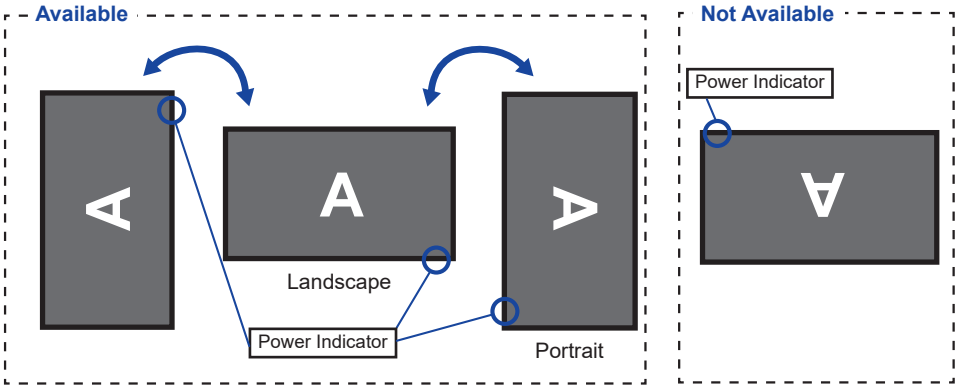 Available
Not Available
Power Indicator
A
A
A
A
Landscape
Power Indicator
Portrait